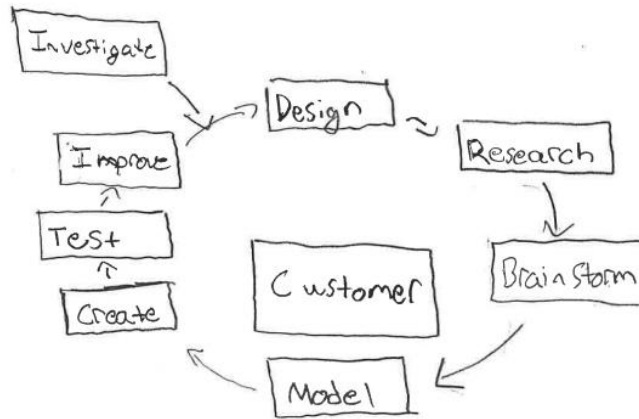 Investigate
Design
Improve
Research
Test
Customer
Brainstorm
Create
Model